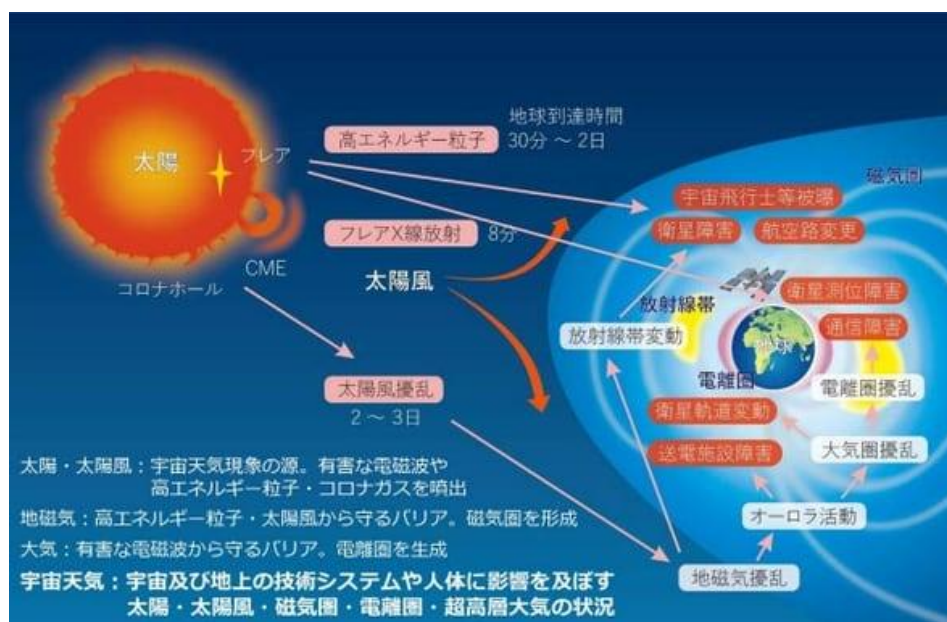 太陽
フレア
CME
コロナホール
高エネルギー粒子
地球到達時間
30分 ～ 2日
フレアX線放射
8分
太陽風
太陽風擾乱
2 ～ 3日
磁気圏
宇宙飛行士等被曝
衛星障害
航空路変更
衛星測位障害
放射線帯
通信障害
放射線帯変動
地球
電離圏
電離圏擾乱
衛星軌道変動
大気圏擾乱
送電施設障害
オーロラ活動
地磁気擾乱
太陽・太陽風：宇宙天気現象の源。有害な電磁波や
高エネルギー粒子・コロナガスを噴出
地磁気：高エネルギー粒子・太陽風から守るバリア。磁気圏を形成
大気：有害な電磁波から守るバリア。電離圏を生成
宇宙天気：宇宙及び地上の技術システムや人体に影響を及ぼす
太陽・太陽風・磁気圏・電離圏・超高層大気の状況